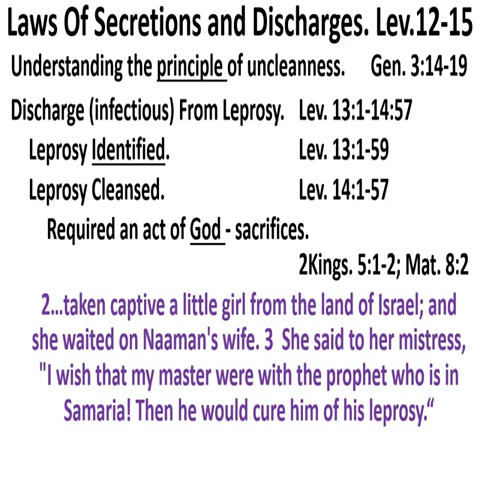 Laws Of Secretions and Discharges. Lev.12-15
Understanding the principle of uncleanness. Gen. 3:14-19
Discharge (infectious) From Leprosy. Lev. 13:1-14:57
Leprosy Identified. Lev. 13:1-59
Leprosy Cleansed. Lev. 14:1-57
Required an act of God - sacrifices.
2Kings. 5:1-2; Mat. 8:2
2...taken captive a little girl from the land of Israel; and
she waited on Naaman's wife. 3 She said to her mistress,
"I wish that my master were with the prophet who is in
Samaria! Then he would cure him of his leprosy.“